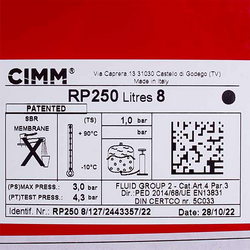 CIMM
Via Caprera 13 31030 Castello di Godego (TV)
Made in Italy
RP250 Litres 8
PATENTED
SBR
MEMBRANE
(TS)
+90°C
-10°C
1,0 bar
(PS)MAX PRESS.: 3,0 bar
(PT)TEST PRESS.: 4,3 bar
FLUID GROUP 2 - Cat.Art.4 Par.3
Dir.:PED 2014/68/UE EN13831
DIN CERTCO nr. 5C033
Identif. Nr.: RP250 8/127/2443357/22
Date: 28/10/22